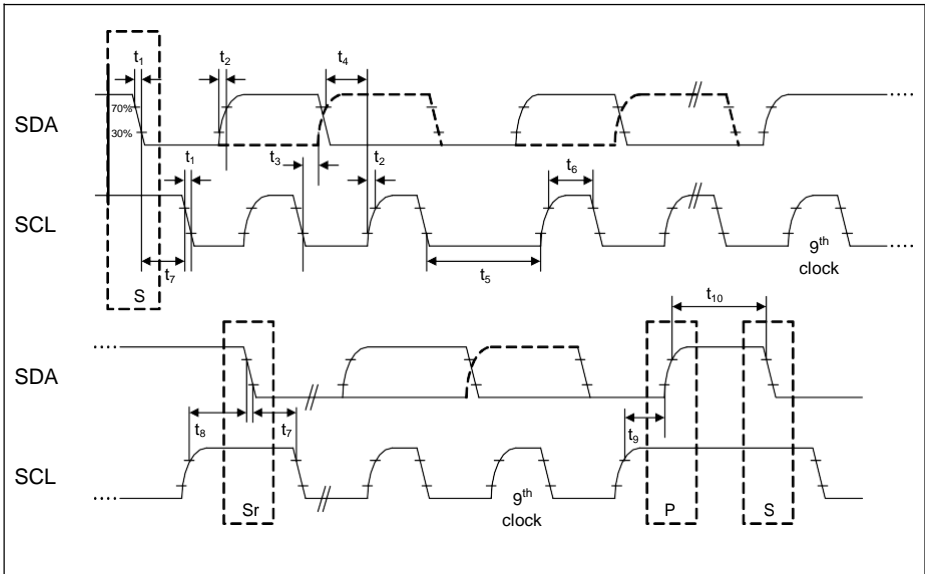 t1 t2 t4
70%
SDA
30%
t1 t3 t2 t6
SCL
9th
clock
t7 t5
S
t10
SDA
t8 t7 t9
SCL
9th
clock
Sr P S